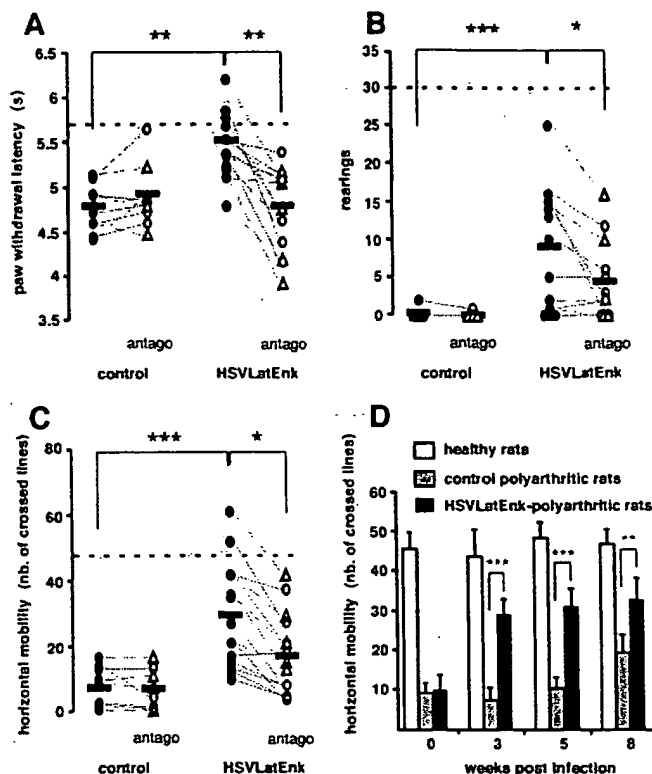 A
** **
paw withdrawal latency (s)
6.5
6
5.5
5
4.5
4
3.5
antago antago
control HSVLatEnk
B
*** *
rearings
35
30
25
20
15
10
5
0
antago antago
control HSVLatEnk
C
*** *
horizontal mobility (nb. of crossed lines)
80
60
40
20
0
antago antago
control HSVLatEnk
D
healthy rats
control polyarthritic rats
HSVLatEnk-polyarthritic rats
horizontal mobility (nb. of crossed lines)
60
50
40
30
20
10
*** *** **
0 3 5 8
weeks post infection